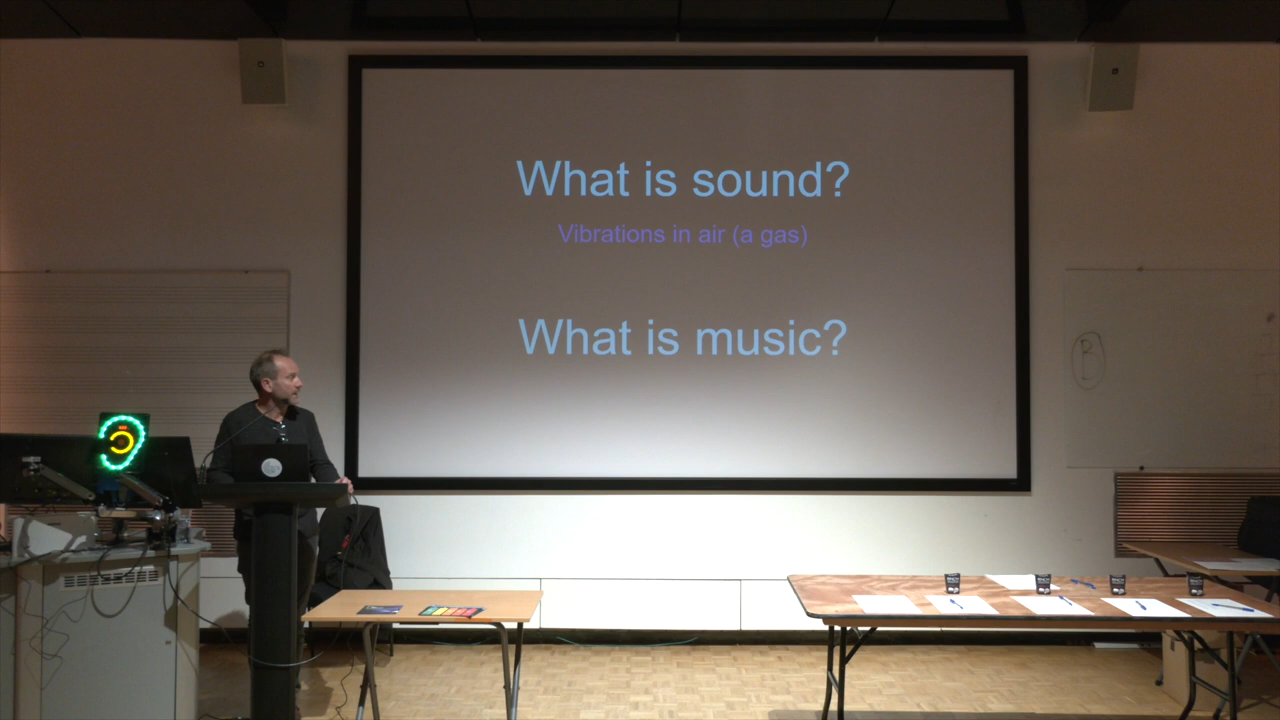 What is sound?
Vibrations in air (a gas)
What is music?
B